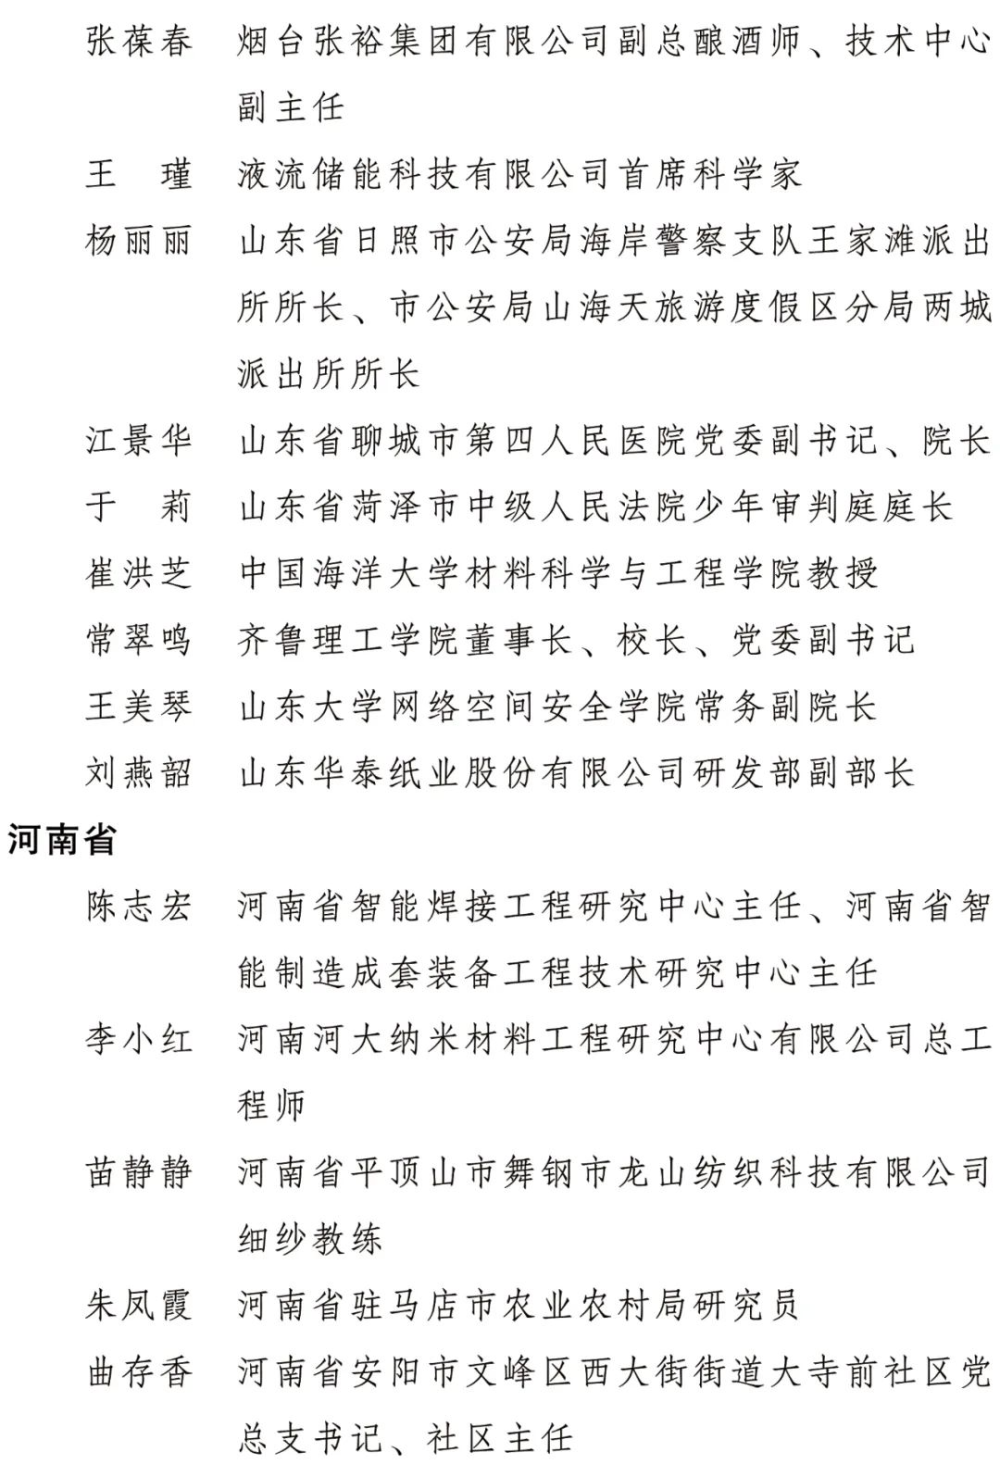 张葆春 烟台张裕集团有限公司副总酿酒师、技术中心
副主任
王　瑾 液流储能科技有限公司首席科学家
杨丽丽 山东省日照市公安局海岸警察支队王家滩派出
所所长、市公安局山海天旅游度假区分局两城
派出所所长
江景华 山东省聊城市第四人民医院党委副书记、院长
于　莉 山东省菏泽市中级人民法院少年审判庭庭长
崔洪芝 中国海洋大学材料科学与工程学院教授
常翠鸣 齐鲁理工学院董事长、校长、党委副书记
王美琴 山东大学网络空间安全学院常务副院长
刘燕韶 山东华泰纸业股份有限公司研发部副部长
河南省
陈志宏 河南省智能焊接工程研究中心主任、河南省智
能制造成套装备工程技术研究中心主任
李小红 河南河大纳米材料工程研究中心有限公司总工
程师
苗静静 河南省平顶山市舞钢市龙山纺织科技有限公司
细纱教练
朱凤霞 河南省驻马店市农业农村局研究员
曲存香 河南省安阳市文峰区西大街街道大寺前社区党
总支书记、社区主任